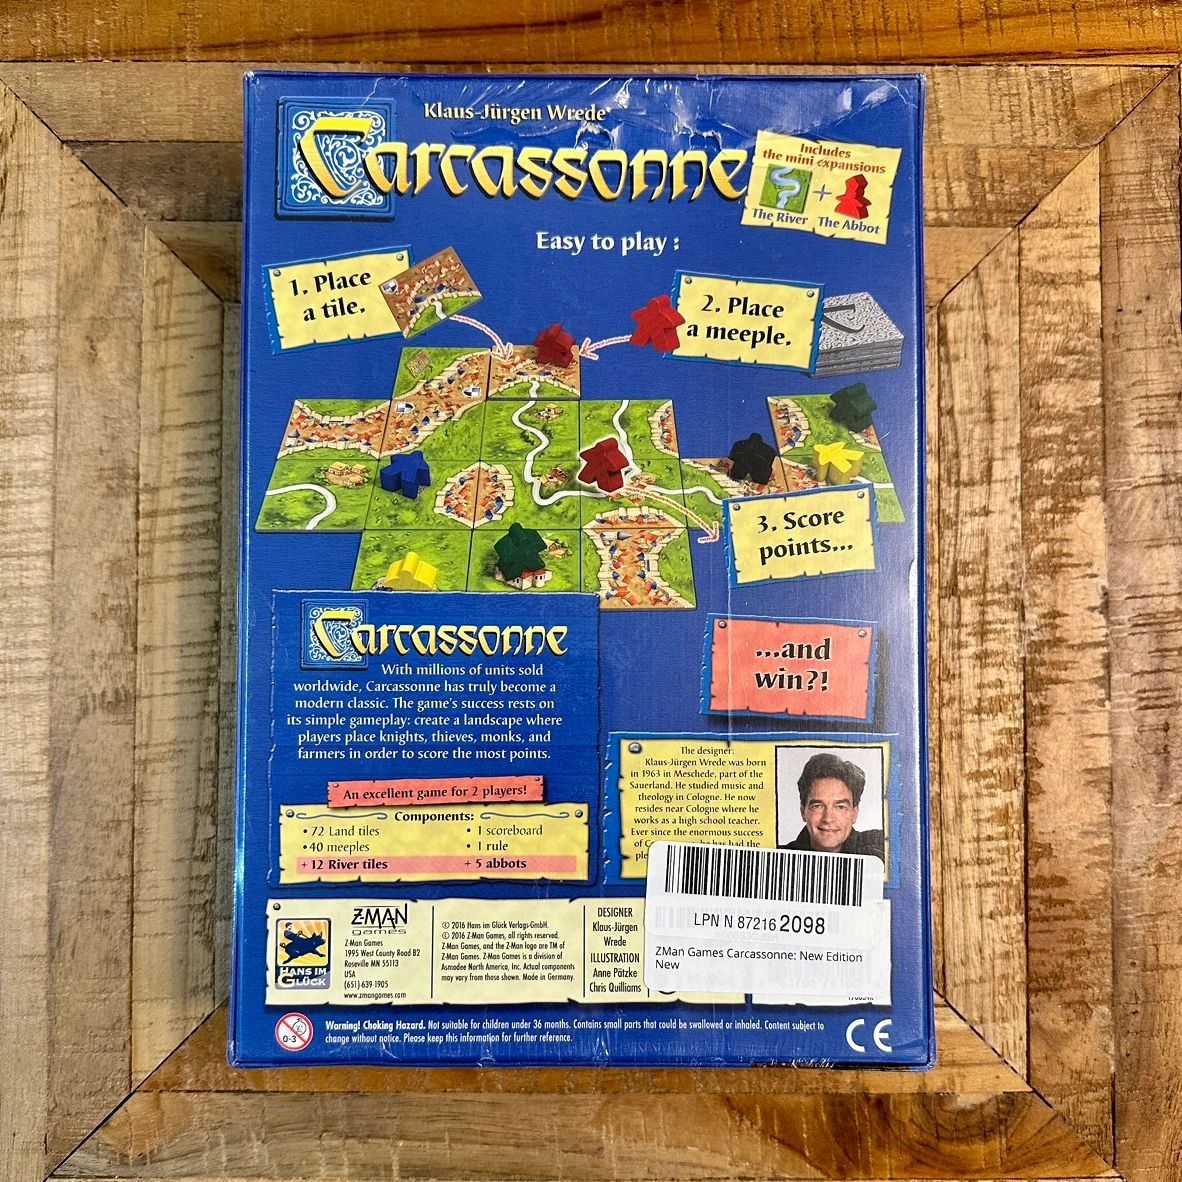 Klaus-Jürgen Wrede
Carcassonne
Includes
the mini expansions
The River + The Abbot
Easy to play :
1. Place
a tile.
2. Place
a meeple.
3. Score
points...
...and
win?!
Carcassonne
With millions of units sold
worldwide, Carcassonne has truly become a
modern classic. The game's success rests on
its simple gameplay: create a landscape where
players place knights, thieves, monks, and
farmers in order to score the most points.
An excellent game for 2 players!
Components:
• 72 Land tiles
• 40 meeples
+ 12 River tiles
• 1 scoreboard
• 1 rule
+ 5 abbots
The designer:
Klaus-Jürgen Wrede was born
in 1963 in Meschede, part of the
Sauerland. He studied music and
theology in Cologne. He now
resides near Cologne where he
works as a high school teacher.
Ever since the enormous success
of he has had the
LPN N 87216 2098
ZMan Games Carcassonne: New Edition
New
HANS IM
GLÜCK
Z-MAN
games
Z-Man Games
1995 West County Road B2
Roseville MN 55113
USA
(651)-639-1905
www.zmangames.com
© 2016 Hans im Glück Verlags-GmbH.
© 2016 Z-Man Games, all rights reserved.
Z-Man Games, and the Z-Man logo are TM of
Z-Man Games. Z-Man Games is a division of
Asmodee North America, Inc. Actual components
may vary from those shown. Made in Germany.
DESIGNER
Klaus-Jürgen
Wrede
ILLUSTRATION
Anne Pätzke
Chris Quilliams
0-3
Warning! Choking Hazard. Not suitable for children under 36 months. Contains small parts that could be swallowed or inhaled. Content subject to
change without notice. Please keep this information for further reference.
CE